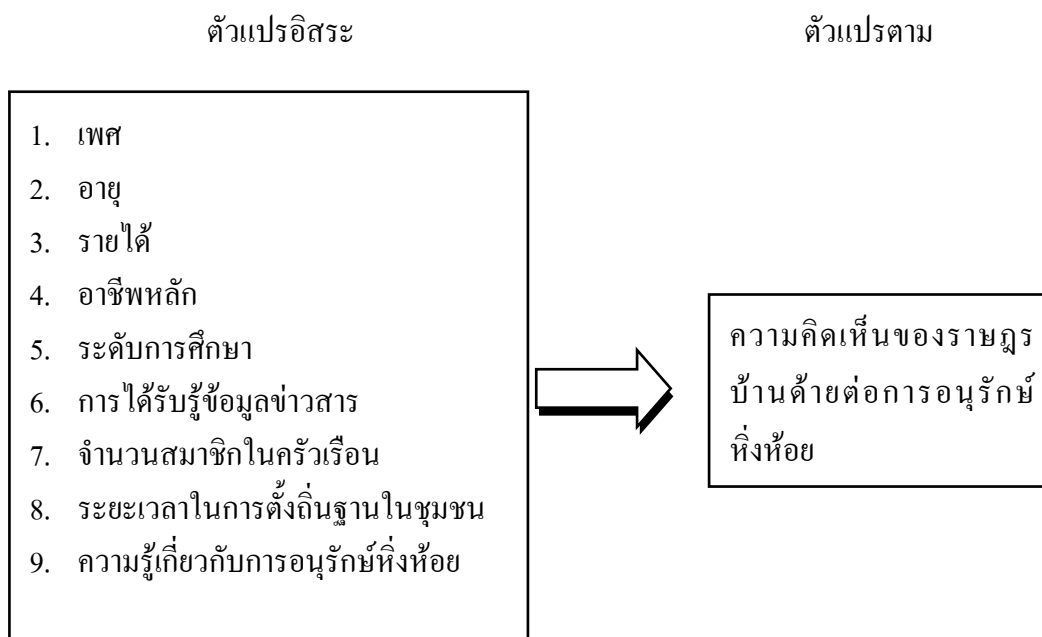 ตัวแปรอิสระ ตัวแปรตาม
1. เพศ
2. อายุ
3. รายได้
4. อาชีพหลัก
5. ระดับการศึกษา
6. การได้รับรู้ข้อมูลข่าวสาร
7. จำนวนสมาชิกในครัวเรือน
8. ระยะเวลาในการตั้งถิ่นฐานในชุมชน
9. ความรู้เกี่ยวกับการอนุรักษ์หิ่งห้อย
ความคิดเห็นของราษฎร
บ้านด้ายต่อการอนุรักษ์
หิ่งห้อย